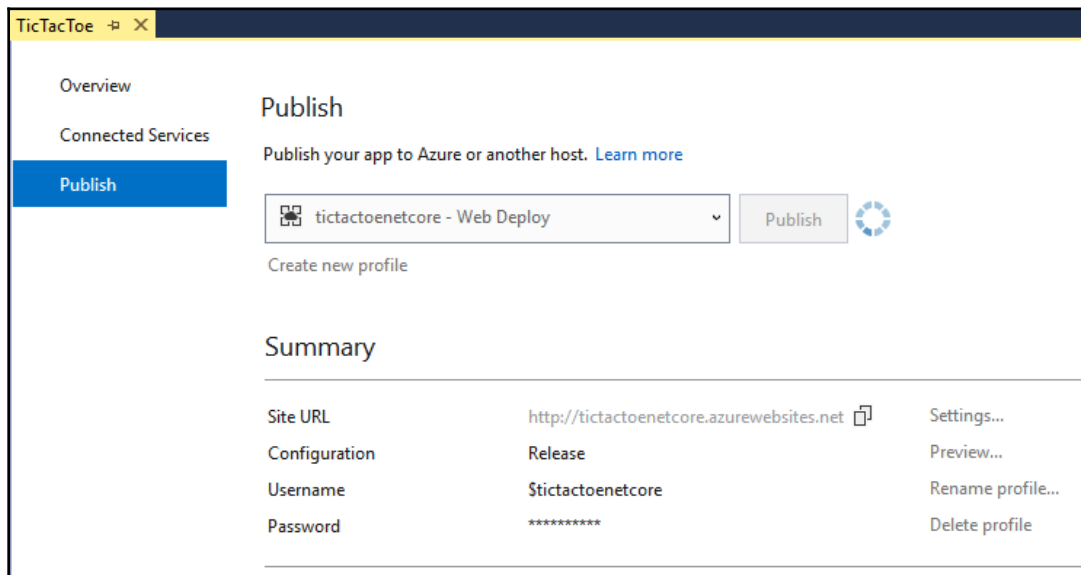 TicTacToe
Overview
Connected Services
Publish
Publish
Publish your app to Azure or another host. Learn more
tictactoenetcore - Web Deploy
Publish
Create new profile
Summary
Site URL http://tictactoenetcore.azurewebsites.net Settings...
Configuration Release Preview...
Username $tictactoenetcore Rename profile...
Password ********** Delete profile